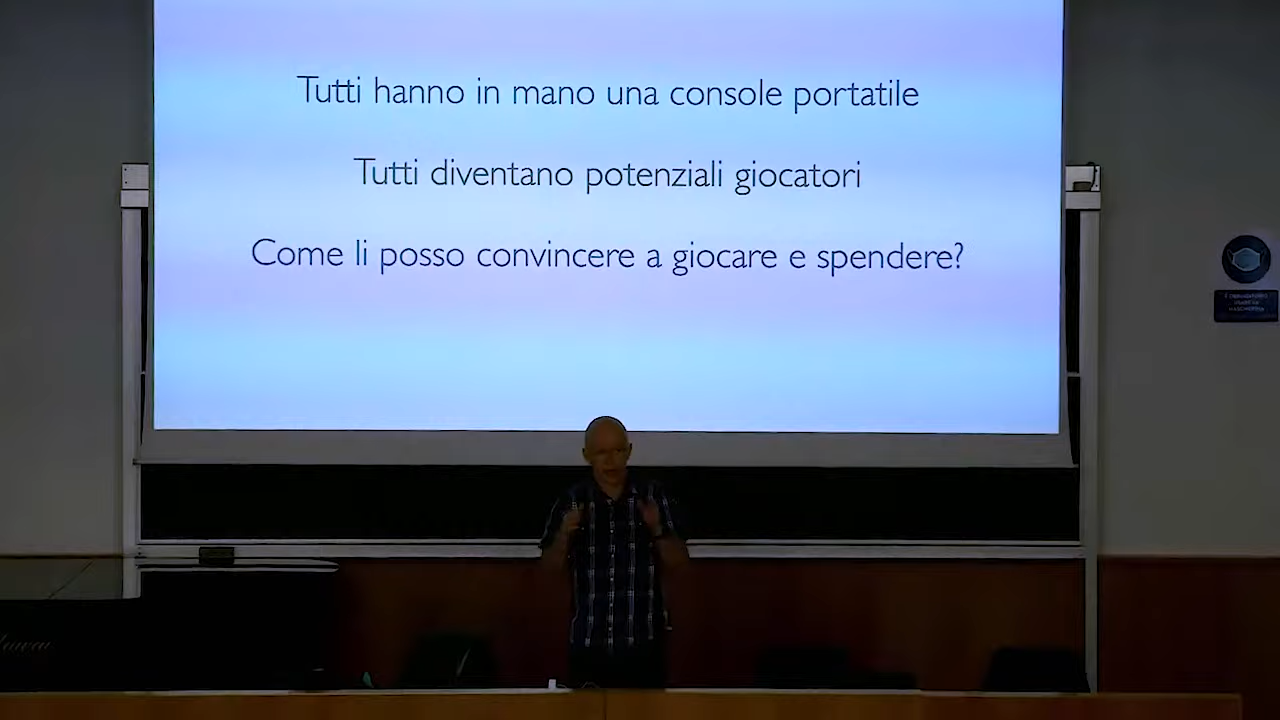 Tutti hanno in mano una console portatile
Tutti diventano potenziali giocatori
Come li posso convincere a giocare e spendere?